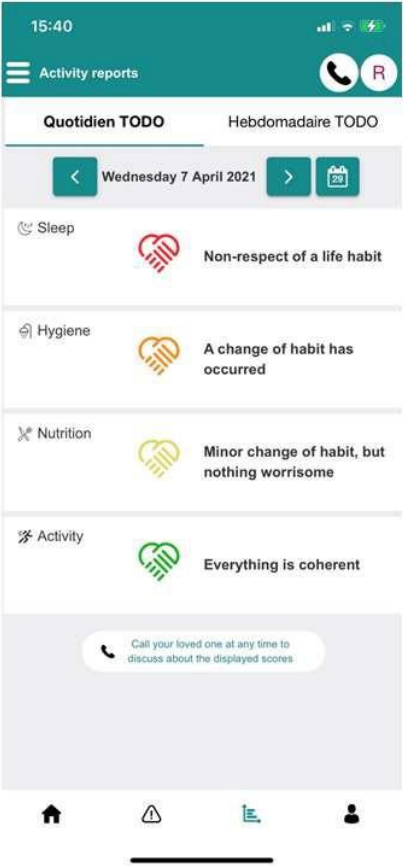 15:40
Activity reports
R
Quotidien TODO
Hebdomadaire TODO
Wednesday 7 April 2021
29
Sleep
Non-respect of a life habit
Hygiene
A change of habit has
occurred
Nutrition
Minor change of habit, but
nothing worrisome
Activity
Everything is coherent
Call your loved one at any time to
discuss about the displayed scores